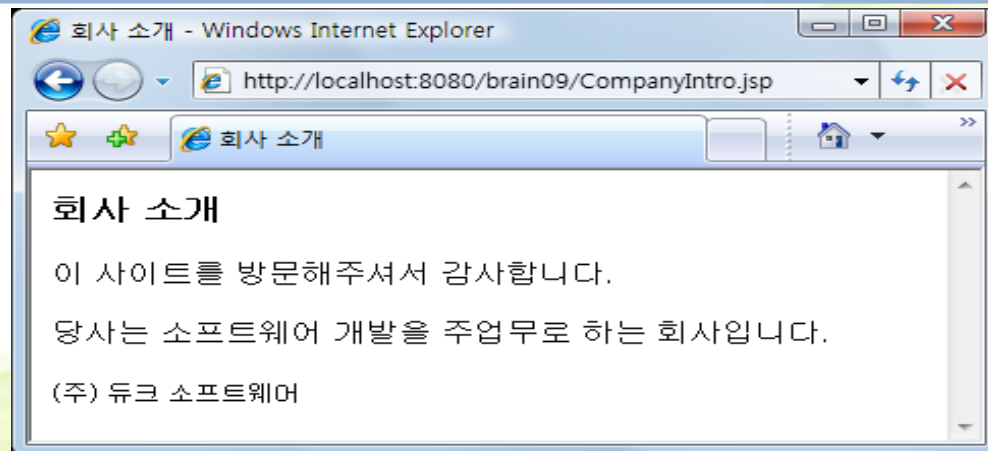 회사 소개 - Windows Internet Explorer
http://localhost:8080/brain09/CompanyIntro.jsp
회사 소개
회사 소개
이 사이트를 방문해주셔서 감사합니다.
당사는 소프트웨어 개발을 주업무로 하는 회사입니다.
(주) 듀크 소프트웨어